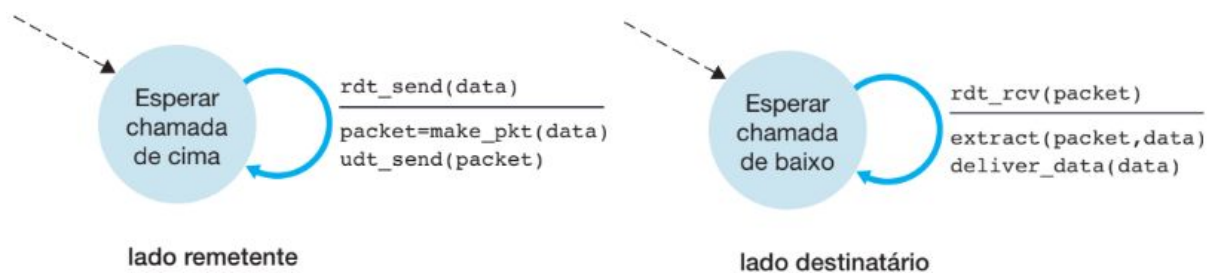 Esperar
chamada
de cima
rdt_send(data)
packet=make_pkt(data)
udt_send(packet)
lado remetente
Esperar
chamada
de baixo
rdt_rcv(packet)
extract(packet,data)
deliver_data(data)
lado destinatário